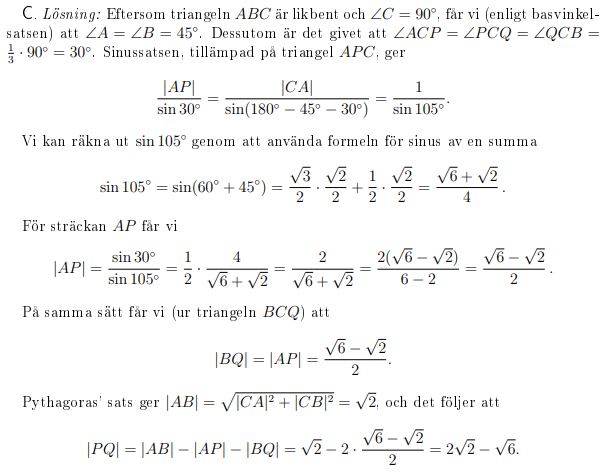 C. Lösning: Eftersom triangeln ABC är likbent och ∠C = 90°, får vi (enligt basvinkel-
satsen) att ∠A = ∠B = 45°. Dessutom är det givet att ∠ACP = ∠PCQ = ∠QCB =
1/3 · 90° = 30°. Sinussatsen, tillämpad på triangel APC, ger
|AP|/sin 30° = |CA|/sin(180° − 45° − 30°) = 1/sin 105°.
Vi kan räkna ut sin 105° genom att använda formeln för sinus av en summa
sin 105° = sin(60° + 45°) = √3/2 · √2/2 + 1/2 · √2/2 = (√6 + √2)/4 .
För sträckan AP får vi
|AP| = sin 30°/sin 105° = 1/2 · 4/(√6 + √2) = 2/(√6 + √2) = 2(√6 − √2)/(6 − 2) = (√6 − √2)/2 .
På samma sätt får vi (ur triangeln BCQ) att
|BQ| = |AP| = (√6 − √2)/2.
Pythagoras' sats ger |AB| = √(|CA|² + |CB|²) = √2, och det följer att
|PQ| = |AB| − |AP| − |BQ| = √2 − 2 · (√6 − √2)/2 = 2√2 − √6.